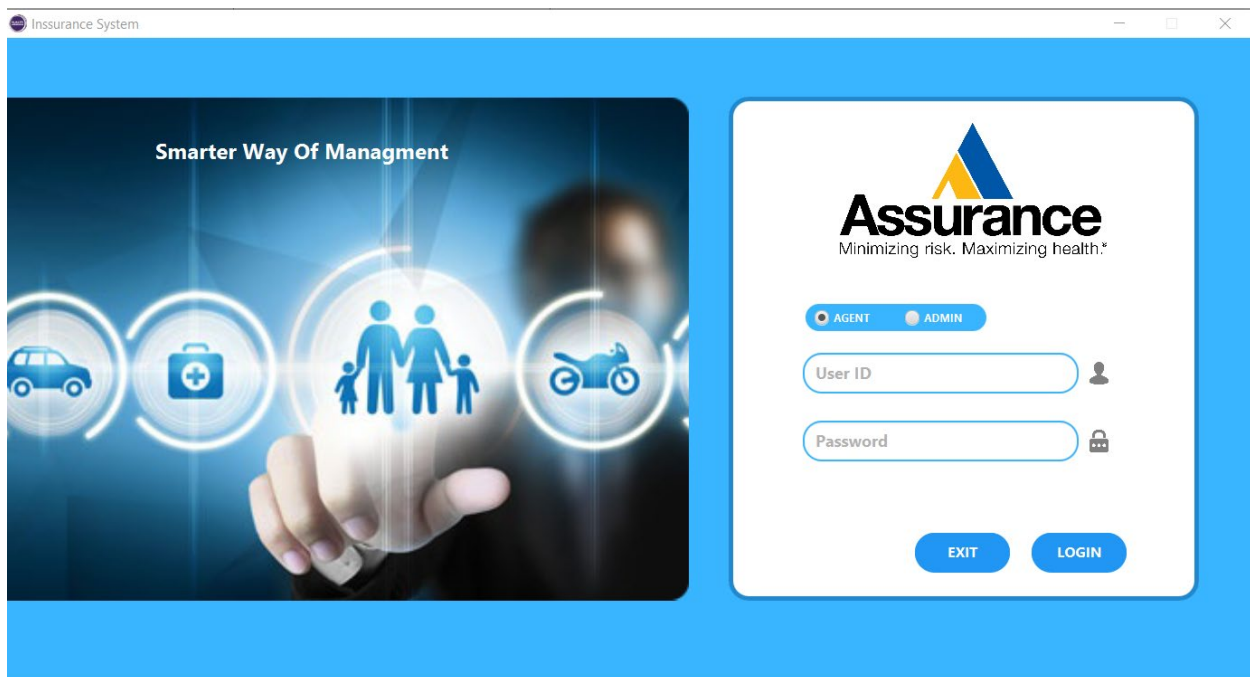 Inssurance System
Smarter Way Of Managment
Assurance
Minimizing risk. Maximizing health.®
AGENT ADMIN
User ID
Password
EXIT LOGIN